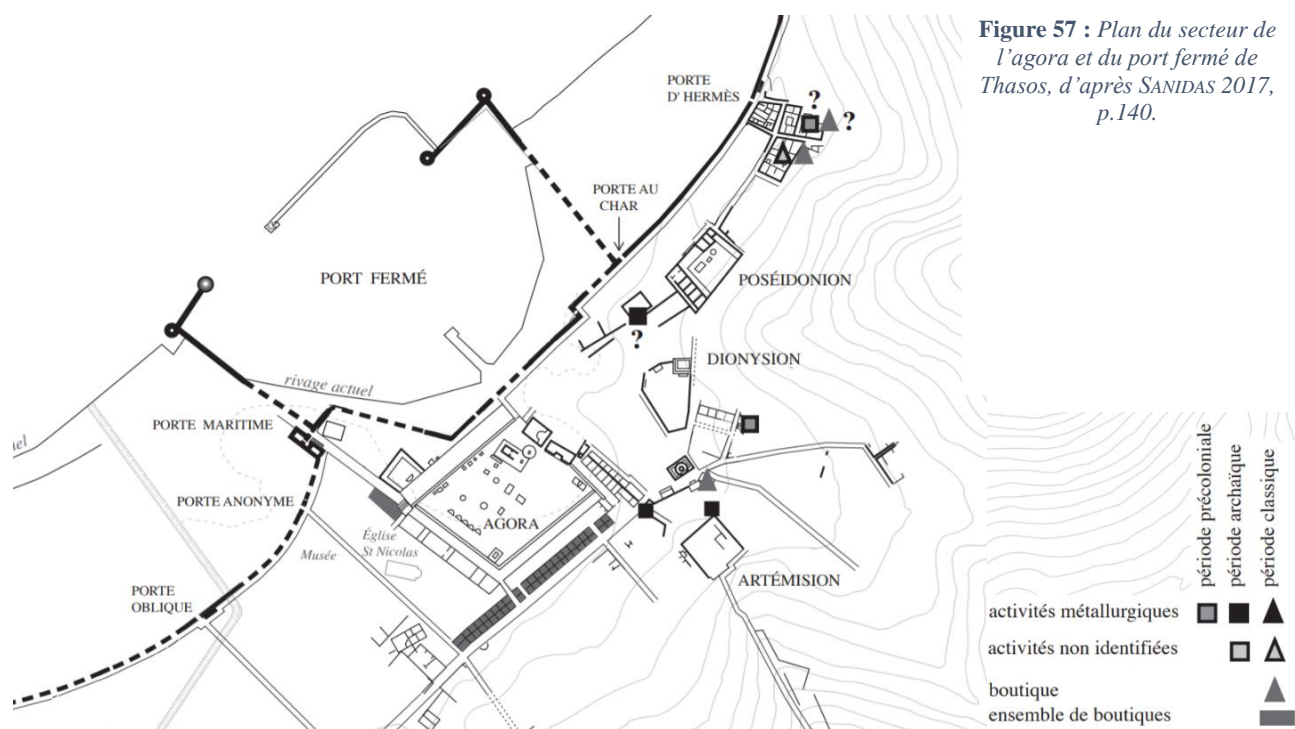 Figure 57 : Plan du secteur de
l'agora et du port fermé de
Thasos, d'après SANIDAS 2017,
p.140.
PORTE
D' HERMÈS
?
?
PORTE AU
CHAR
PORT FERMÉ
POSÉIDONION
?
DIONYSION
rivage actuel
PORTE MARITIME
uel
PORTE ANONYME
AGORA
Église
St Nicolas
Musée
ARTÉMISION
PORTE
OBLIQUE
période précoloniale
période archaïque
période classique
activités métallurgiques
activités non identifiées
boutique
ensemble de boutiques